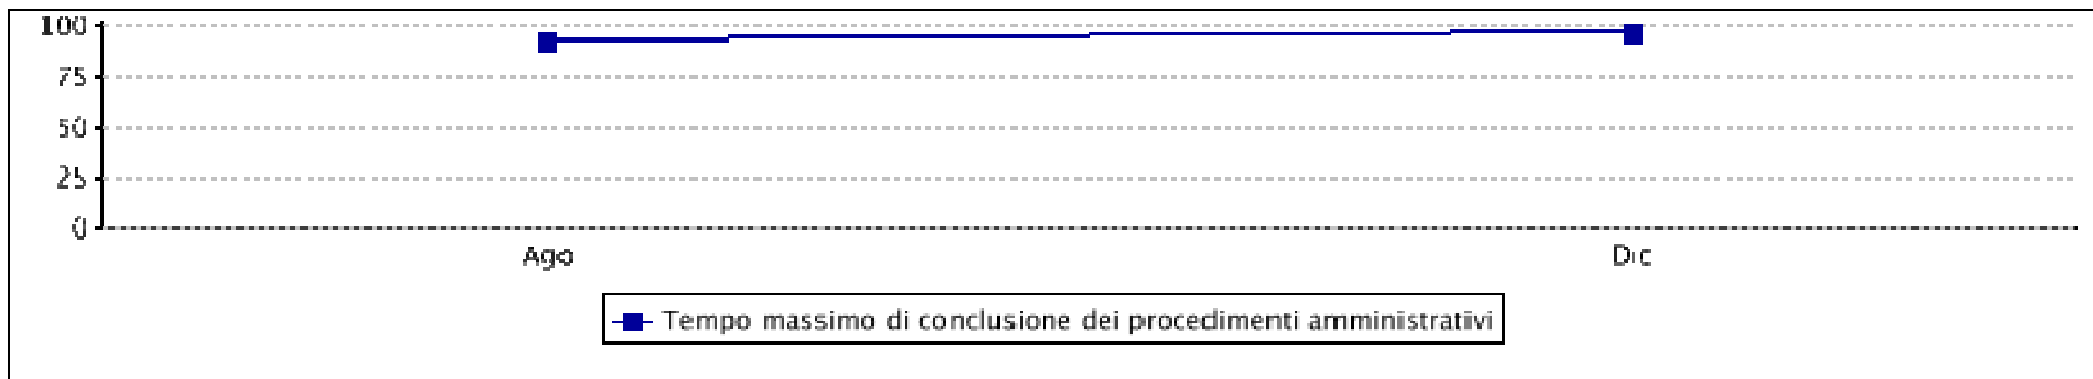 100
75
50
25
0
Ago Dic
Tempo massimo di conclusione dei procedimenti amministrativi